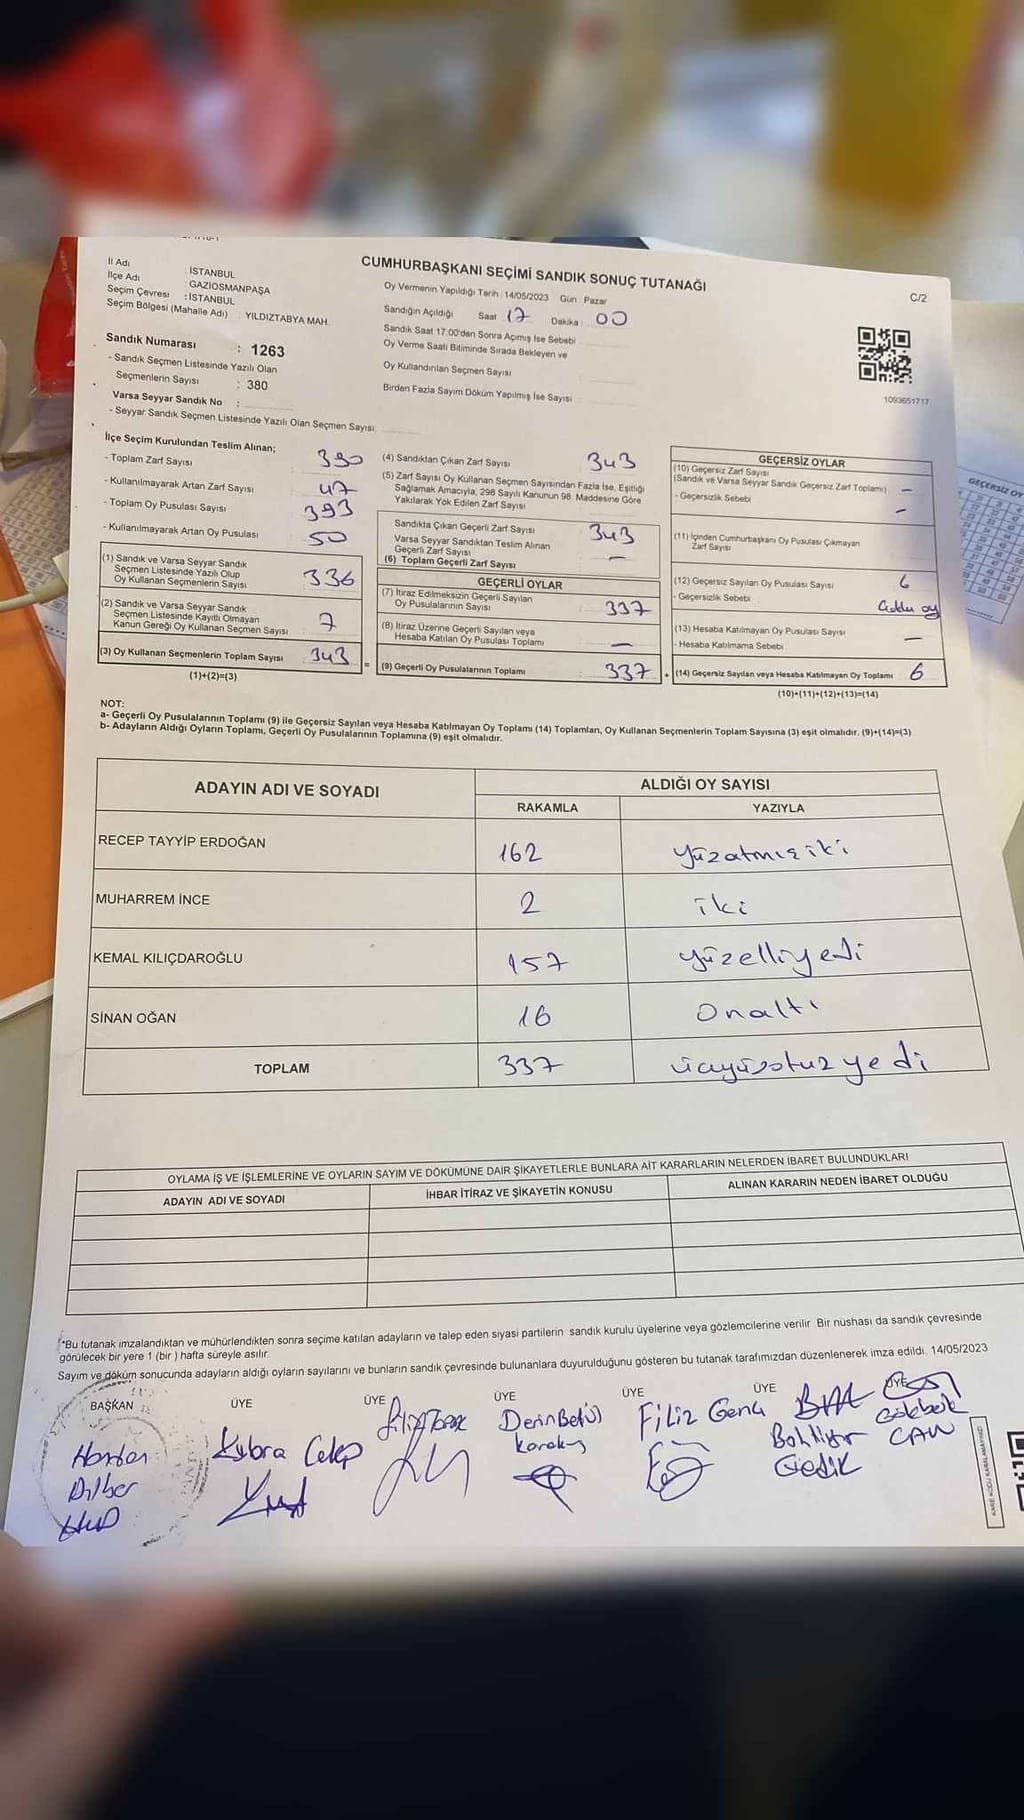 CUMHURBAŞKANI SEÇİMİ SANDIK SONUÇ TUTANAĞI
C/2
İl Adı : İSTANBUL
İlçe Adı : GAZİOSMANPAŞA
Seçim Çevresi : İSTANBUL
Seçim Bölgesi (Mahalle Adı) : YILDIZTABYA MAH.
Sandık Numarası : 1263
- Sandık Seçmen Listesinde Yazılı Olan
Seçmenlerin Sayısı : 380
Varsa Seyyar Sandık No :
- Seyyar Sandık Seçmen Listesinde Yazılı Olan Seçmen Sayısı:
Oy Vermenin Yapıldığı Tarih : 14/05/2023 Gün : Pazar
Sandığın Açıldığı Saat 17 Dakika 00
Sandık Saat 17:00'den Sonra Açımış İse Sebebi
Oy Verme Saati Bitiminde Sırada Bekleyen ve
Oy Kullandırılan Seçmen Sayısı
Birden Fazla Sayım Döküm Yapılmış İse Sayısı
1093651717
İlçe Seçim Kurulundan Teslim Alınan;
- Toplam Zarf Sayısı 390
- Kullanılmayarak Artan Zarf Sayısı 47
- Toplam Oy Pusulası Sayısı 393
- Kullanılmayarak Artan Oy Pusulası 50
(1) Sandık ve Varsa Seyyar Sandık
Seçmen Listesinde Yazılı Olup
Oy Kullanan Seçmenlerin Sayısı 336
(2) Sandık ve Varsa Seyyar Sandık
Seçmen Listesinde Kayıtlı Olmayan
Kanun Gereği Oy Kullanan Seçmen Sayısı 7
(3) Oy Kullanan Seçmenlerin Toplam Sayısı 343 =
(1)+(2)=(3)
(4) Sandıktan Çıkan Zarf Sayısı 343
(5) Zarf Sayısı Oy Kullanan Seçmen Sayısından Fazla İse, Eşitliği
Sağlamak Amacıyla, 298 Sayılı Kanunun 98. Maddesine Göre
Yakılarak Yok Edilen Zarf Sayısı
Sandıkta Çıkan Geçerli Zarf Sayısı 343
Varsa Seyyar Sandıktan Teslim Alınan
Geçerli Zarf Sayısı –
(6) Toplam Geçerli Zarf Sayısı
GEÇERLİ OYLAR
(7) İtiraz Edilmeksizin Geçerli Sayılan
Oy Pusulalarının Sayısı 337
(8) İtiraz Üzerine Geçerli Sayılan veya
Hesaba Katılan Oy Pusulası Toplamı –
(9) Geçerli Oy Pusulalarının Toplamı 337 +
GEÇERSİZ OYLAR
(10) Geçersiz Zarf Sayısı
(Sandık ve Varsa Seyyar Sandık Geçersiz Zarf Toplamı) –
- Geçersizlik Sebebi –
(11) İçinden Cumhurbaşkanı Oy Pusulası Çıkmayan
Zarf Sayısı
(12) Geçersiz Sayılan Oy Pusulası Sayısı 6
- Geçersizlik Sebebi oy
(13) Hesaba Katılmayan Oy Pusulası Sayısı –
- Hesaba Katılmama Sebebi
(14) Geçersiz Sayılan veya Hesaba Katılmayan Oy Toplamı 6
(10)+(11)+(12)+(13)=(14)
NOT:
a- Geçerli Oy Pusulalarının Toplamı (9) ile Geçersiz Sayılan veya Hesaba Katılmayan Oy Toplamı (14) Toplamları, Oy Kullanan Seçmenlerin Toplam Sayısına (3) eşit olmalıdır. (9)+(14)=(3)
b- Adayların Aldığı Oyların Toplamı, Geçerli Oy Pusulalarının Toplamına (9) eşit olmalıdır.
ADAYIN ADI VE SOYADI ALDIĞI OY SAYISI
RAKAMLA YAZIYLA
RECEP TAYYİP ERDOĞAN 162 yüzatmışiki
MUHARREM İNCE 2 iki
KEMAL KILIÇDAROĞLU 157 yüzelliyedi
SİNAN OĞAN 16 Onaltı
TOPLAM 337 üçyüzotuzyedi
OYLAMA İŞ VE İŞLEMLERİNE VE OYLARIN SAYIM VE DÖKÜMÜNE DAİR ŞİKAYETLERLE BUNLARA AİT KARARLARIN NELERDEN İBARET BULUNDUKLARI
ADAYIN ADI VE SOYADI İHBAR İTİRAZ VE ŞİKAYETİN KONUSU ALINAN KARARIN NEDEN İBARET OLDUĞU
*Bu tutanak imzalandıktan ve mühürlendikten sonra seçime katılan adayların ve talep eden siyasi partilerin sandık kurulu üyelerine veya gözlemcilerine verilir. Bir nüshası da sandık çevresinde
görülecek bir yere 1 (bir ) hafta süreyle asılır.
Sayım ve döküm sonucunda adayların aldığı oyların sayılarını ve bunların sandık çevresinde bulunanlara duyurulduğunu gösteren bu tutanak tarafımızdan düzenlenerek imza edildi. 14/05/2023
BAŞKAN ÜYE ÜYE ÜYE ÜYE ÜYE ÜYE
Kübra Çelep
Derin Betül
Karakuş
Filiz Genç
Bahtiyar
Gedik
Gökberk
CAN
GEÇERSİZ OY